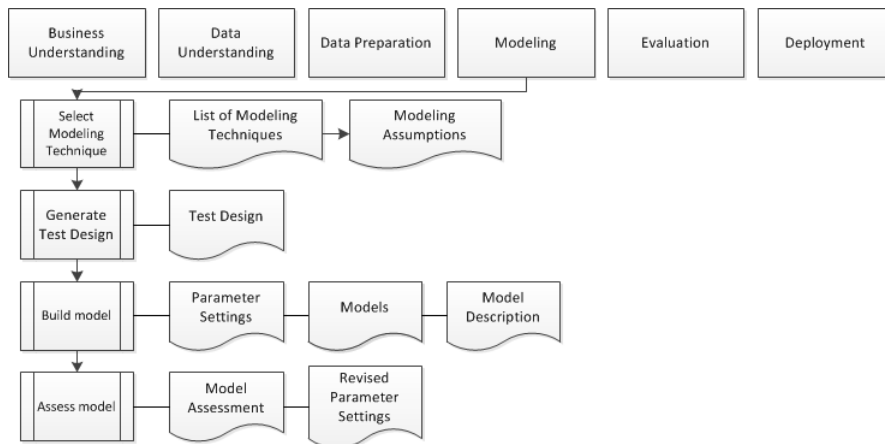 Business
Understanding
Data
Understanding
Data Preparation
Modeling
Evaluation
Deployment
Select
Modeling
Technique
List of Modeling
Techniques
Modeling
Assumptions
Generate
Test Design
Test Design
Build model
Parameter
Settings
Models
Model
Description
Assess model
Model
Assessment
Revised
Parameter
Settings